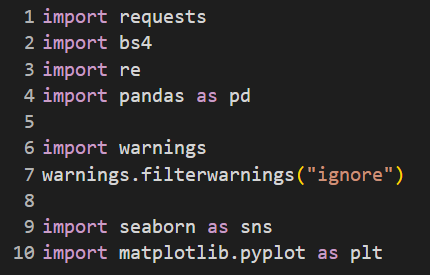 1 import requests
2 import bs4
3 import re
4 import pandas as pd
5
6 import warnings
7 warnings.filterwarnings("ignore")
8
9 import seaborn as sns
10 import matplotlib.pyplot as plt